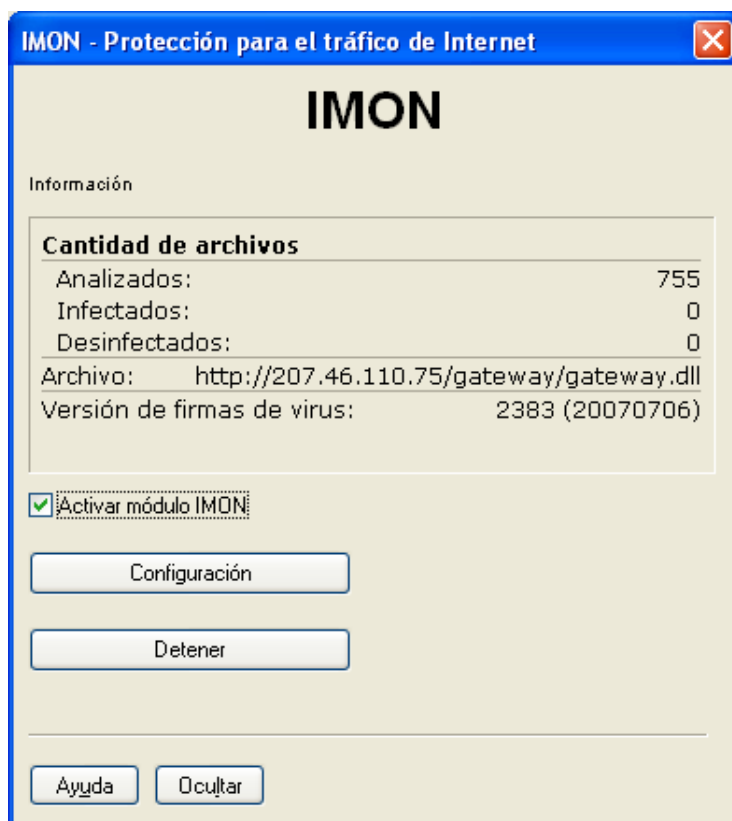 IMON - Protección para el tráfico de Internet
IMON
Información
Cantidad de archivos
Analizados: 755
Infectados: 0
Desinfectados: 0
Archivo: http://207.46.110.75/gateway/gateway.dll
Versión de firmas de virus: 2383 (20070706)
Activar módulo IMON
Configuración
Detener
Ayuda Ocultar